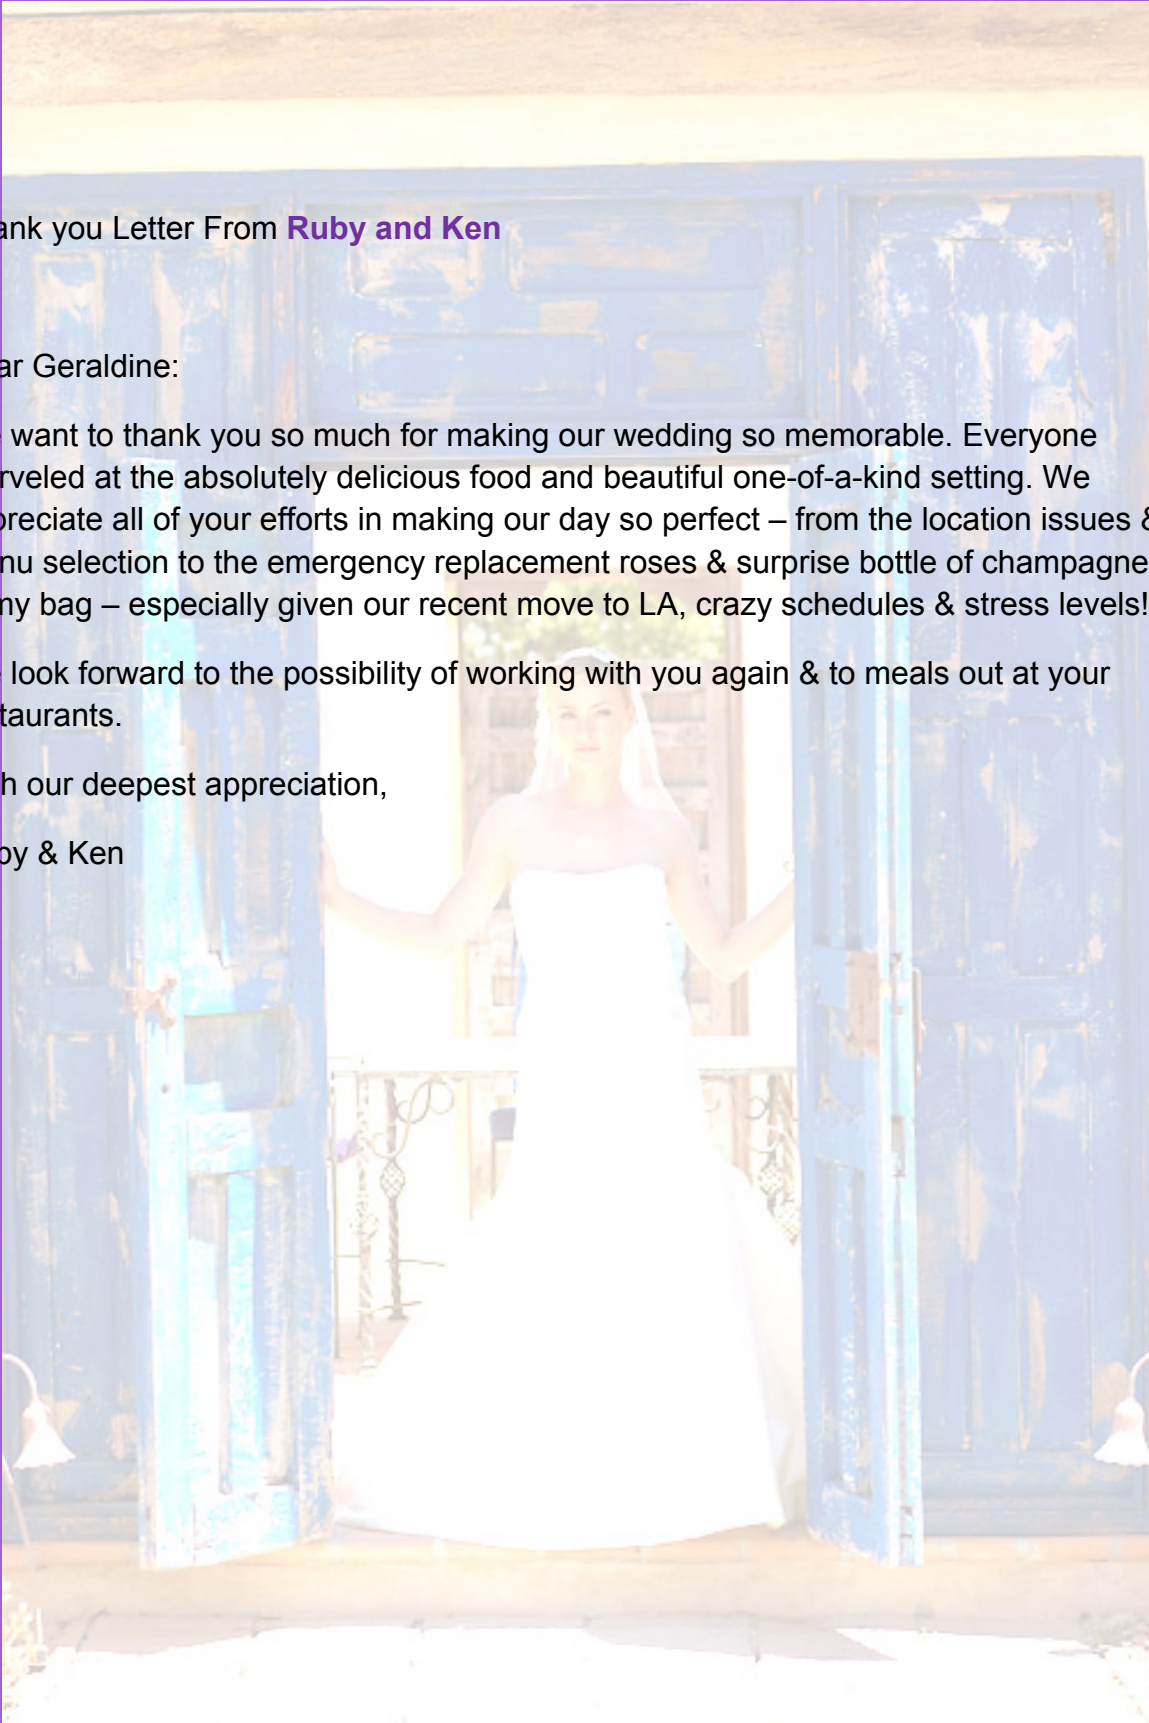 ank you Letter From Ruby and Ken
ar Geraldine:
want to thank you so much for making our wedding so memorable. Everyone
rveled at the absolutely delicious food and beautiful one-of-a-kind setting. We
preciate all of your efforts in making our day so perfect – from the location issues &
nu selection to the emergency replacement roses & surprise bottle of champagne
my bag – especially given our recent move to LA, crazy schedules & stress levels!
look forward to the possibility of working with you again & to meals out at your
taurants.
h our deepest appreciation,
by & Ken